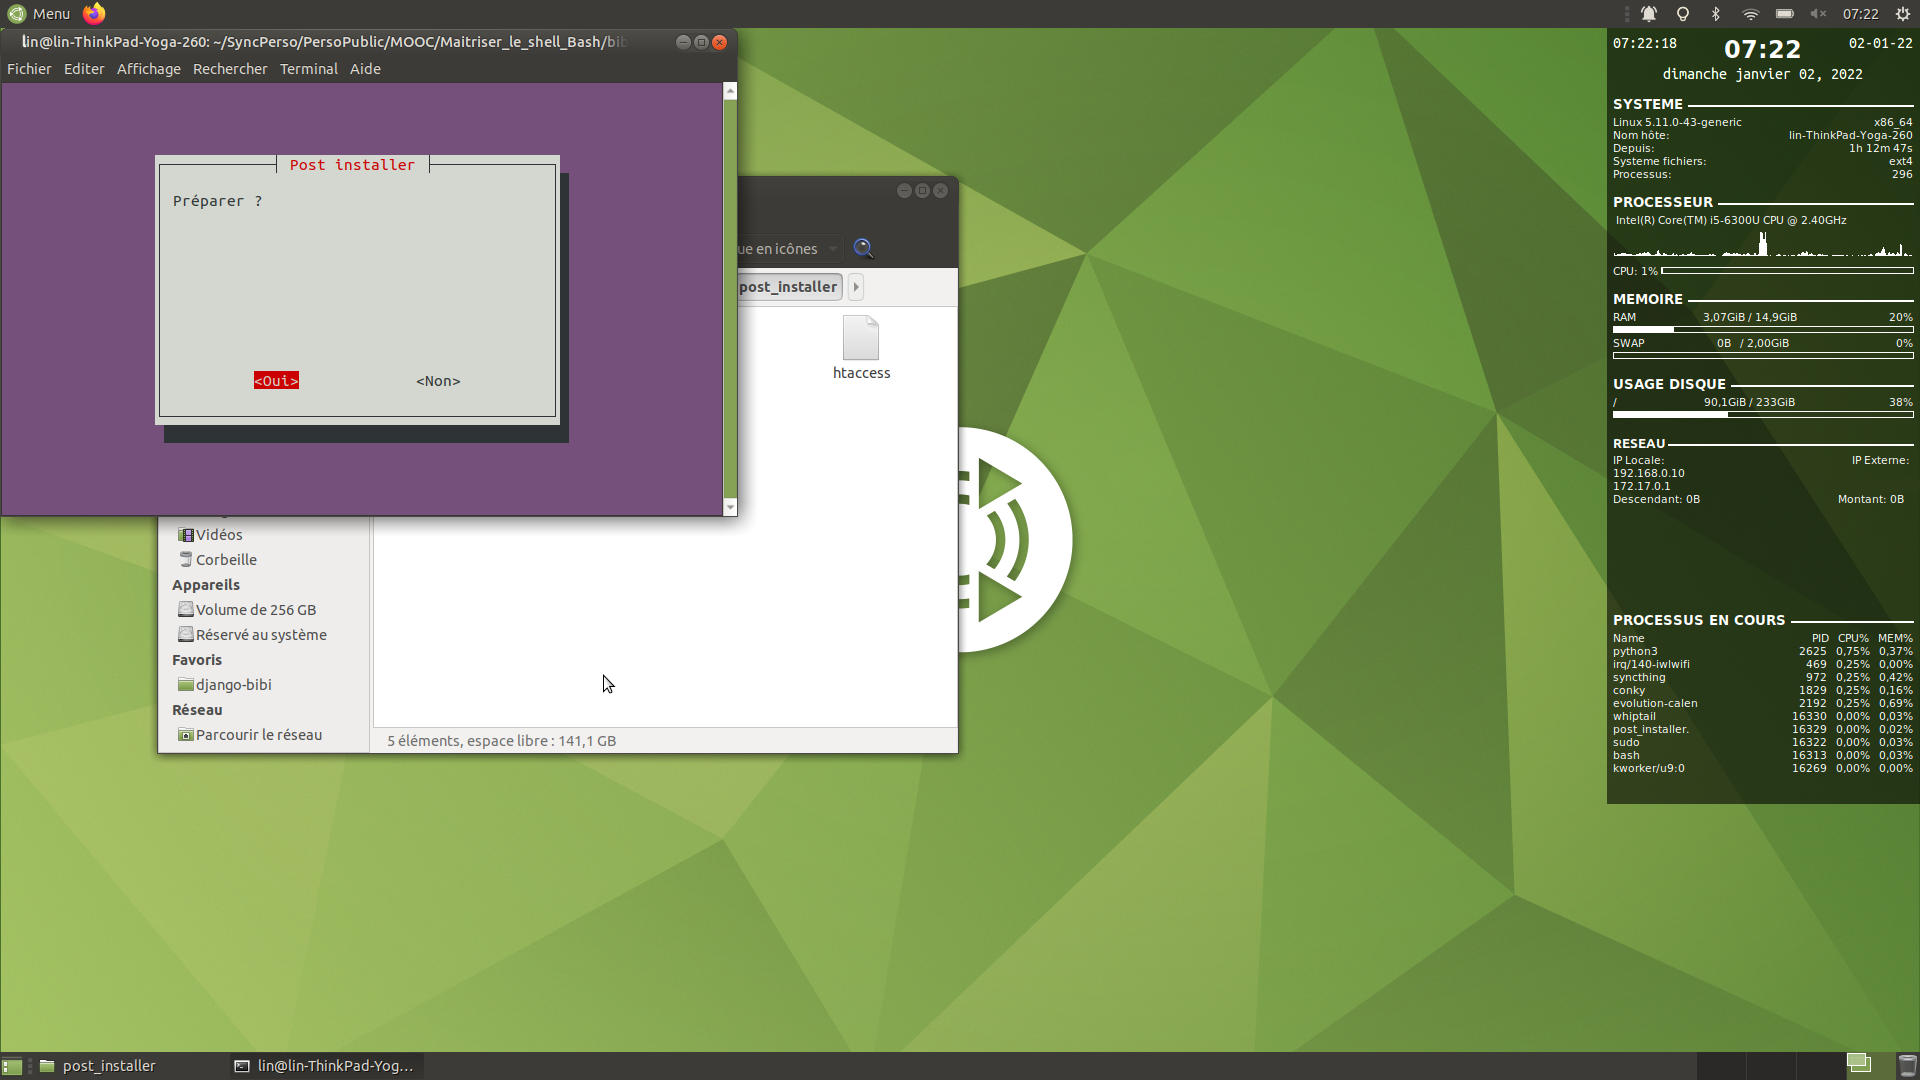 Menu
07:22
lin@lin-ThinkPad-Yoga-260: ~/SyncPerso/PersoPublic/MOOC/Maitriser_le_shell_Bash/bib
Fichier Editer Affichage Rechercher Terminal Aide
Post installer
Préparer ?
<Oui> <Non>
ue en icônes
post_installer
htaccess
Vidéos
Corbeille
Appareils
Volume de 256 GB
Réservé au système
Favoris
django-bibi
Réseau
Parcourir le réseau
5 éléments, espace libre : 141,1 GB
07:22:18 07:22 02-01-22
dimanche janvier 02, 2022
SYSTEME
Linux 5.11.0-43-generic x86_64
Nom hôte: lin-ThinkPad-Yoga-260
Depuis: 1h 12m 47s
Systeme fichiers: ext4
Processus: 296
PROCESSEUR
Intel(R) Core(TM) i5-6300U CPU @ 2.40GHz
CPU: 1%
MEMOIRE
RAM 3,07GiB / 14,9GiB 20%
SWAP 0B / 2,00GiB 0%
USAGE DISQUE
/ 90,1GiB / 233GiB 38%
RESEAU
IP Locale: IP Externe:
192.168.0.10
172.17.0.1
Descendant: 0B Montant: 0B
PROCESSUS EN COURS
Name PID CPU% MEM%
python3 2625 0,75% 0,37%
irq/140-iwlwifi 469 0,25% 0,00%
syncthing 972 0,25% 0,42%
conky 1829 0,25% 0,16%
evolution-calen 2192 0,25% 0,69%
whiptail 16330 0,00% 0,03%
post_installer. 16329 0,00% 0,02%
sudo 16322 0,00% 0,03%
bash 16313 0,00% 0,03%
kworker/u9:0 16269 0,00% 0,00%
post_installer
lin@lin-ThinkPad-Yog...